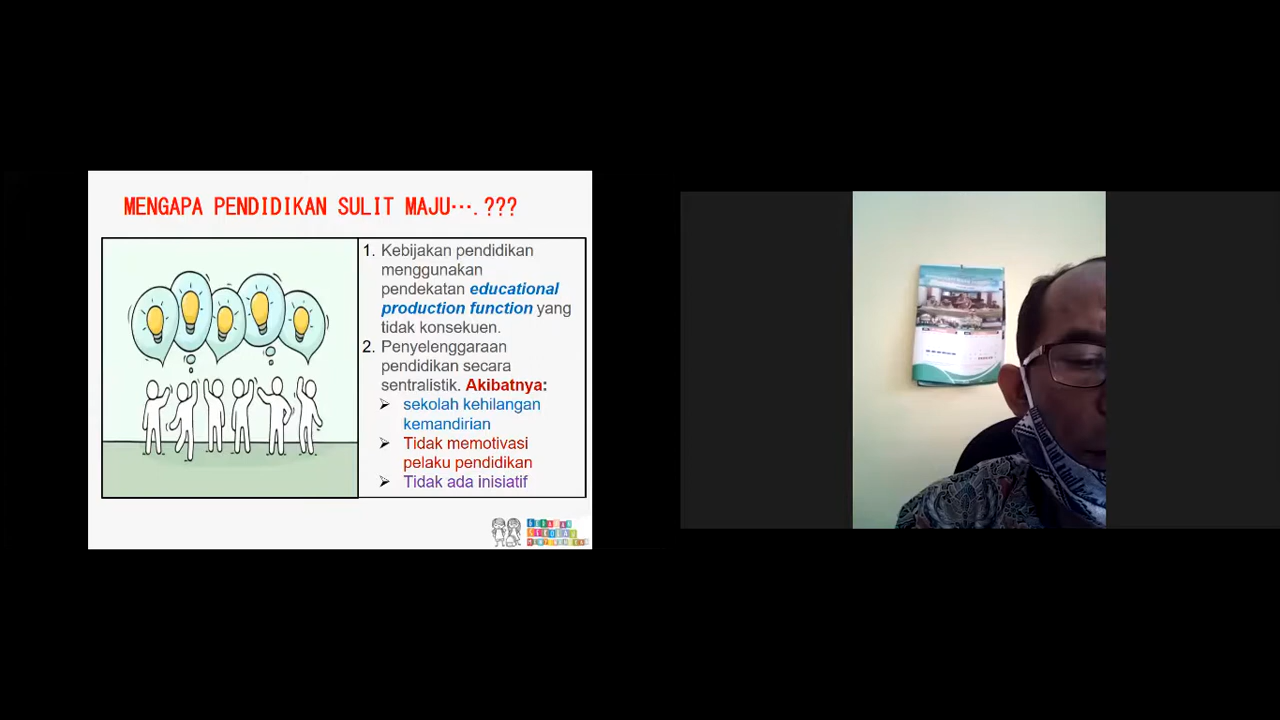 MENGAPA PENDIDIKAN SULIT MAJU….???
1. Kebijakan pendidikan
menggunakan
pendekatan educational
production function yang
tidak konsekuen.
2. Penyelenggaraan
pendidikan secara
sentralistik. Akibatnya:
➢ sekolah kehilangan
kemandirian
➢ Tidak memotivasi
pelaku pendidikan
➢ Tidak ada inisiatif